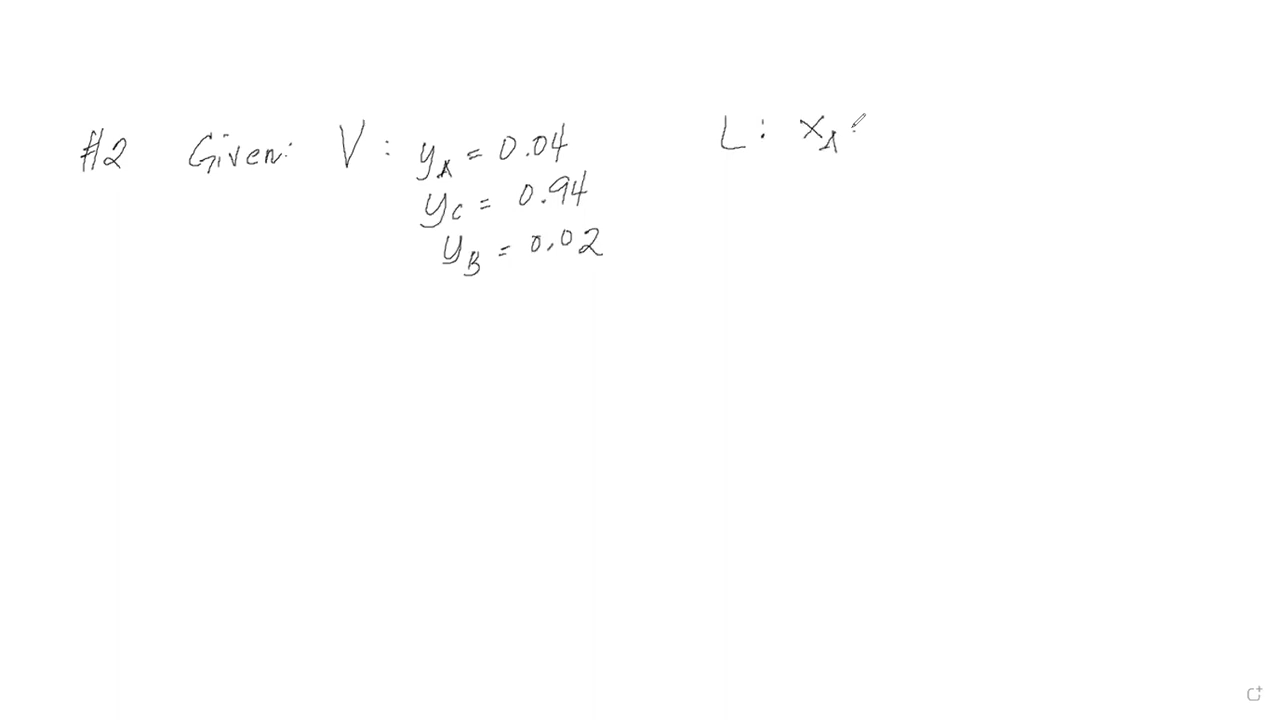 #2 Given: V : yA = 0.04 L : xA
yC = 0.94
yB = 0.02